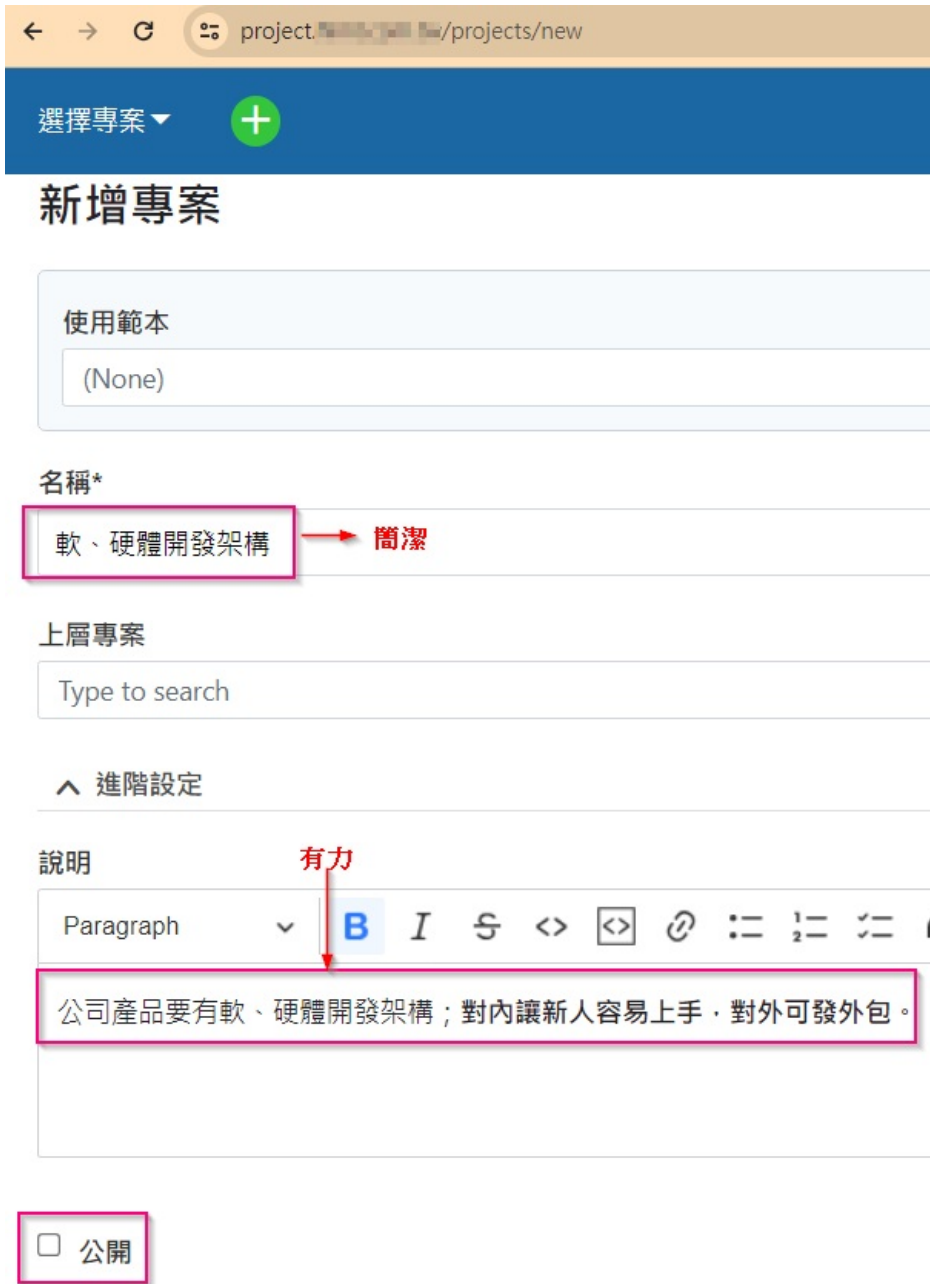 project. /projects/new
選擇專案
新增專案
使用範本
(None)
名稱*
軟、硬體開發架構 簡潔
上層專案
Type to search
進階設定
說明 有力
Paragraph B I S <> <>
公司產品要有軟、硬體開發架構；對內讓新人容易上手，對外可發外包。
公開